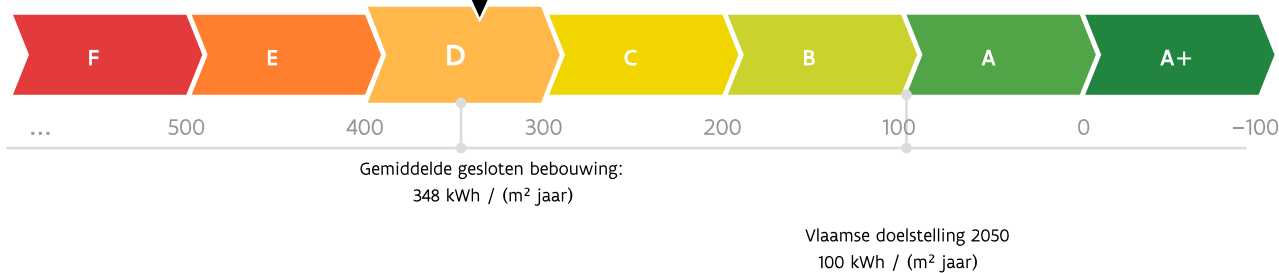 F E D C B A A+
... 500 400 300 200 100 0 −100
Gemiddelde gesloten bebouwing:
348 kWh / (m² jaar)
Vlaamse doelstelling 2050
100 kWh / (m² jaar)